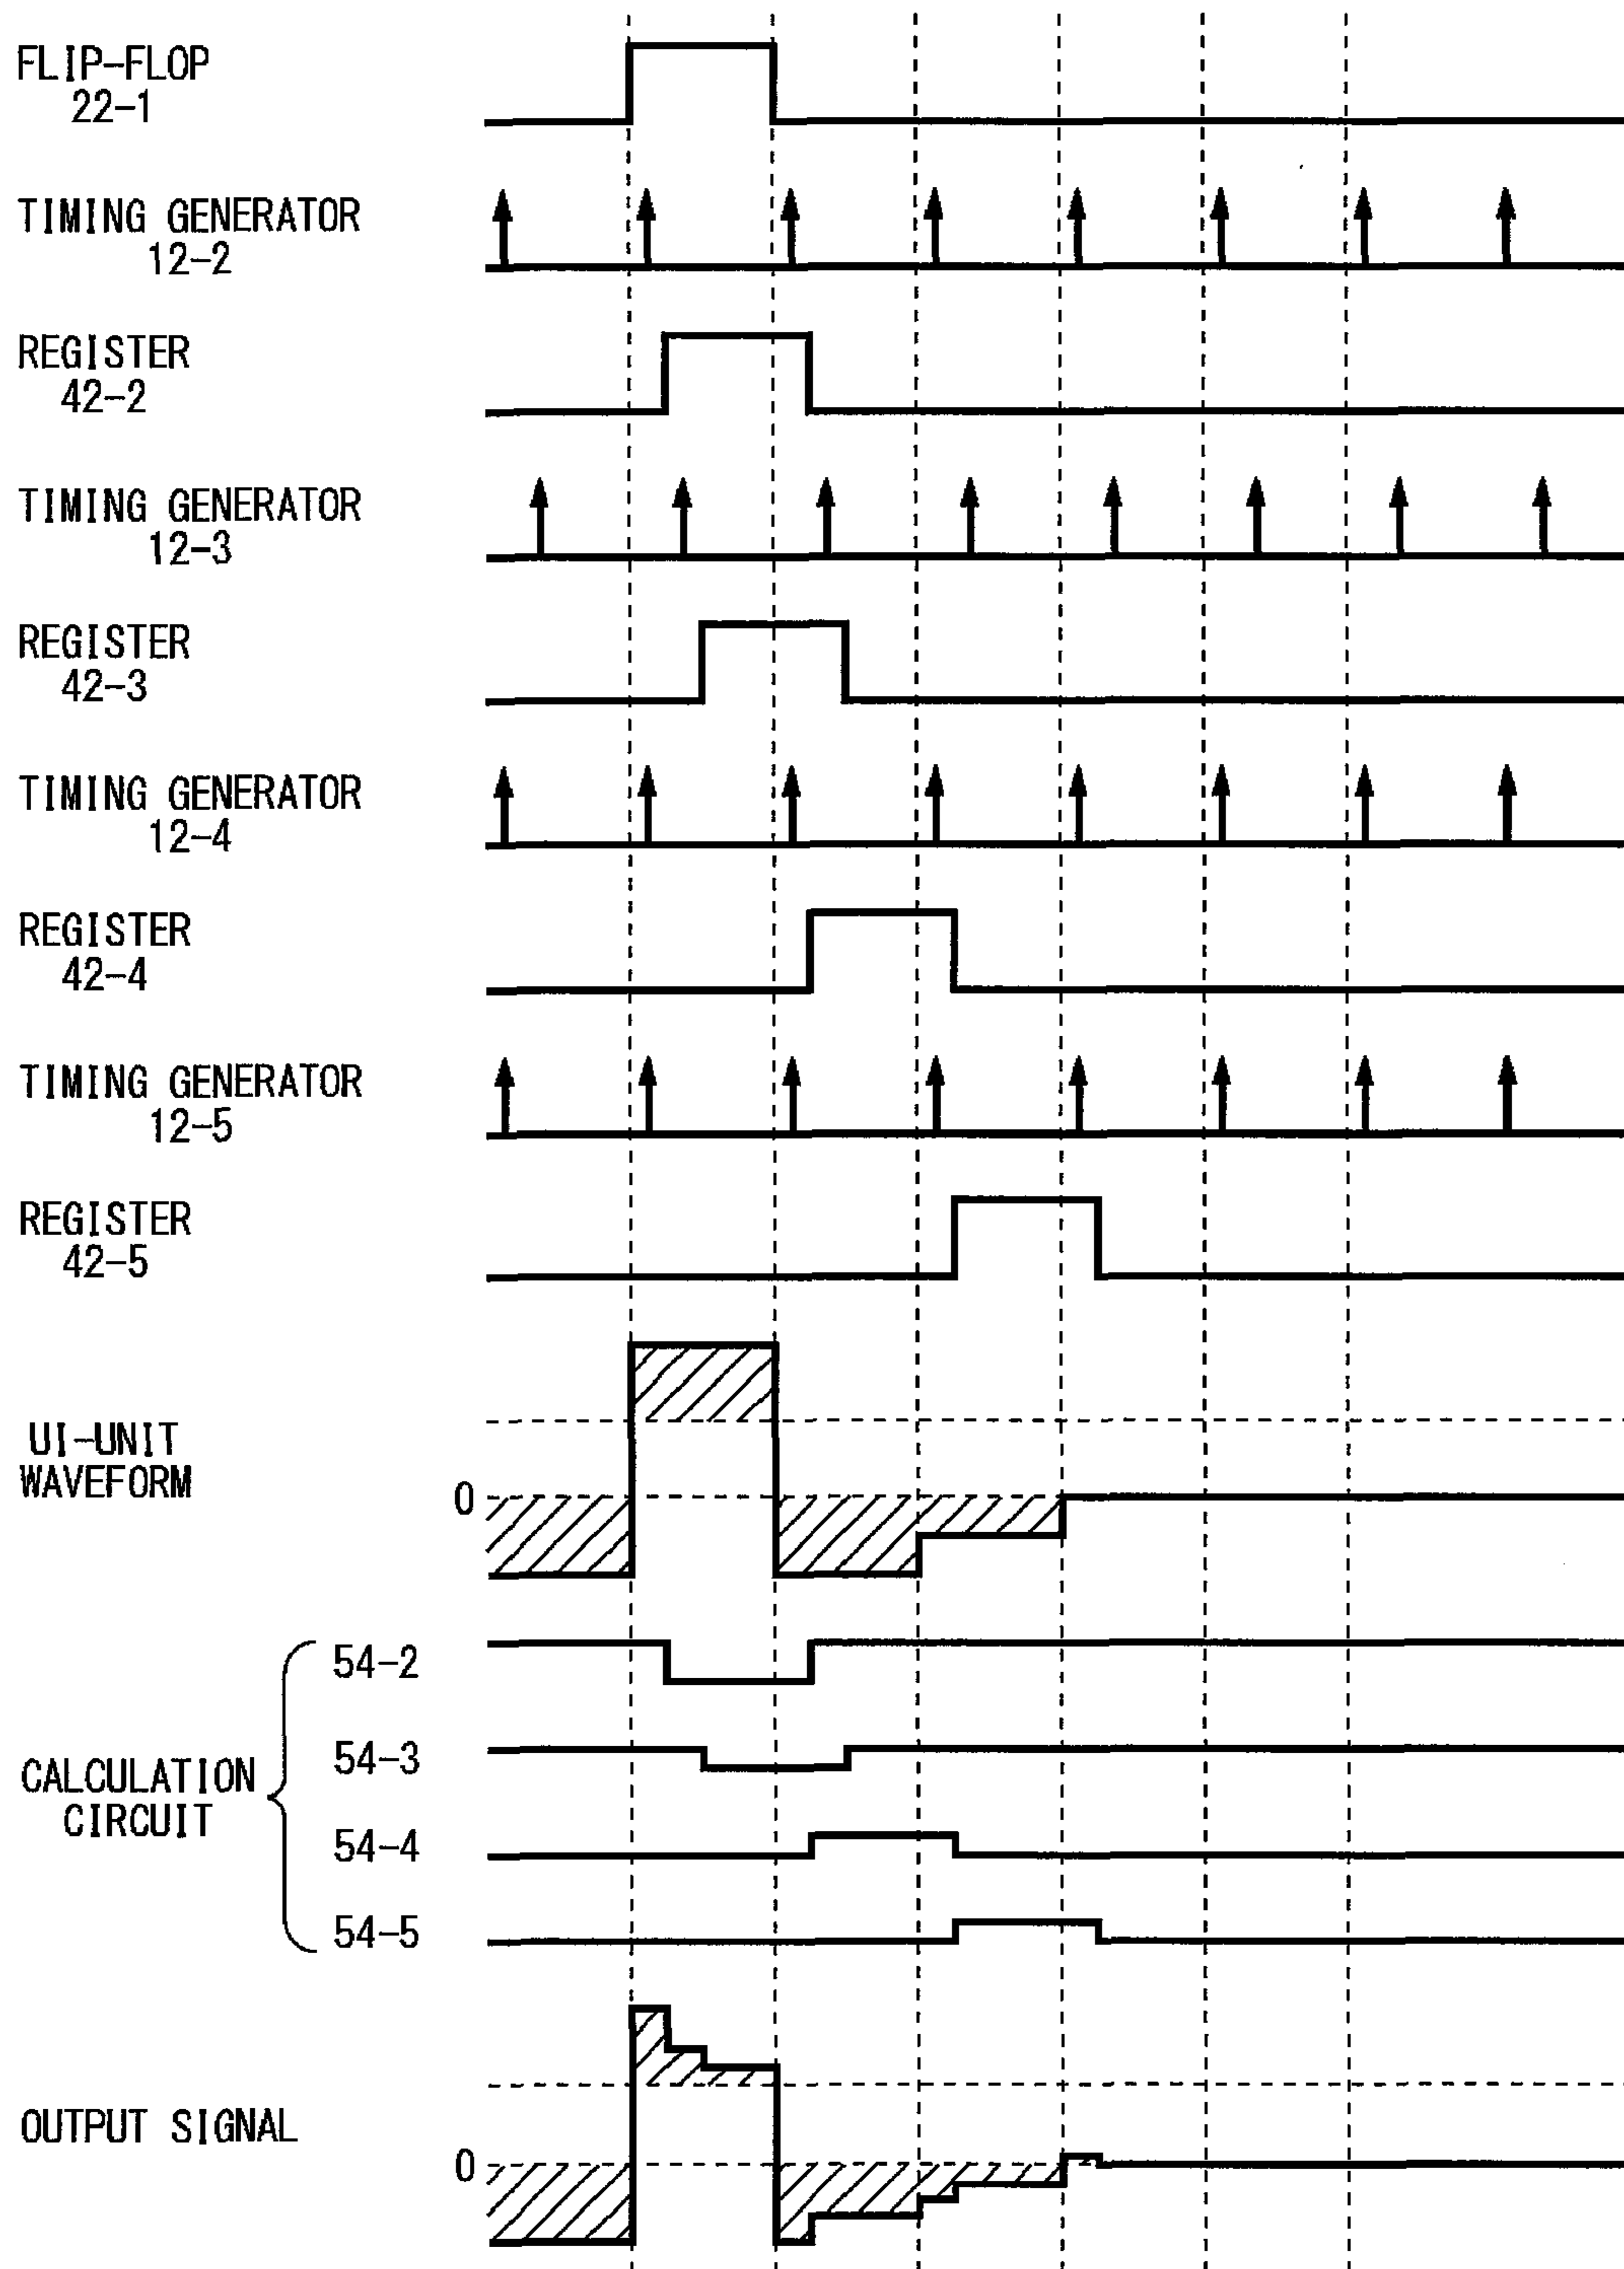 FLIP-FLOP
22-1
TIMING GENERATOR
12-2
REGISTER
42-2
TIMING GENERATOR
12-3
REGISTER
42-3
TIMING GENERATOR
12-4
REGISTER
42-4
TIMING GENERATOR
12-5
REGISTER
42-5
UI-UNIT
WAVEFORM
0
CALCULATION
CIRCUIT
54-2
54-3
54-4
54-5
OUTPUT SIGNAL
0